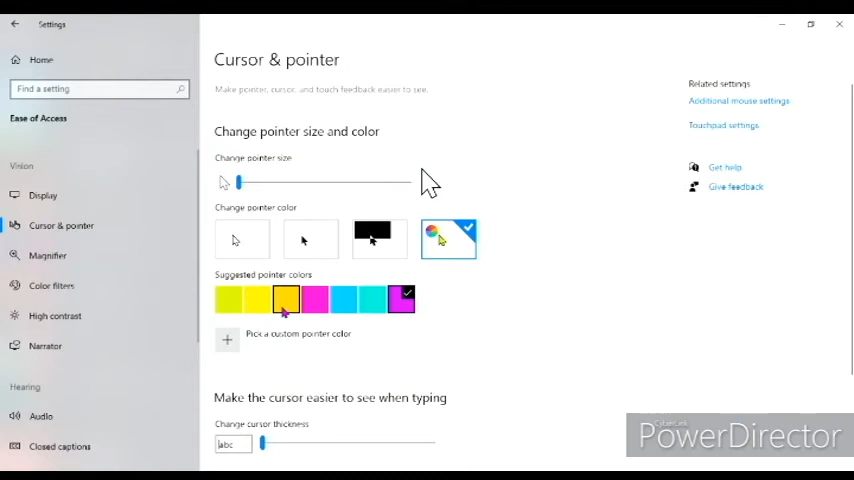 Settings
Home
Find a setting
Ease of Access
Vision
Display
Cursor & pointer
Magnifier
Color filters
High contrast
Narrator
Hearing
Audio
Closed captions
Cursor & pointer
Make pointer, cursor, and touch feedback easier to see.
Change pointer size and color
Change pointer size
Change pointer color
Suggested pointer colors
Pick a custom pointer color
Make the cursor easier to see when typing
Change cursor thickness
abc
Related settings
Additional mouse settings
Touchpad settings
Get help
Give feedback
CyberLink
PowerDirector